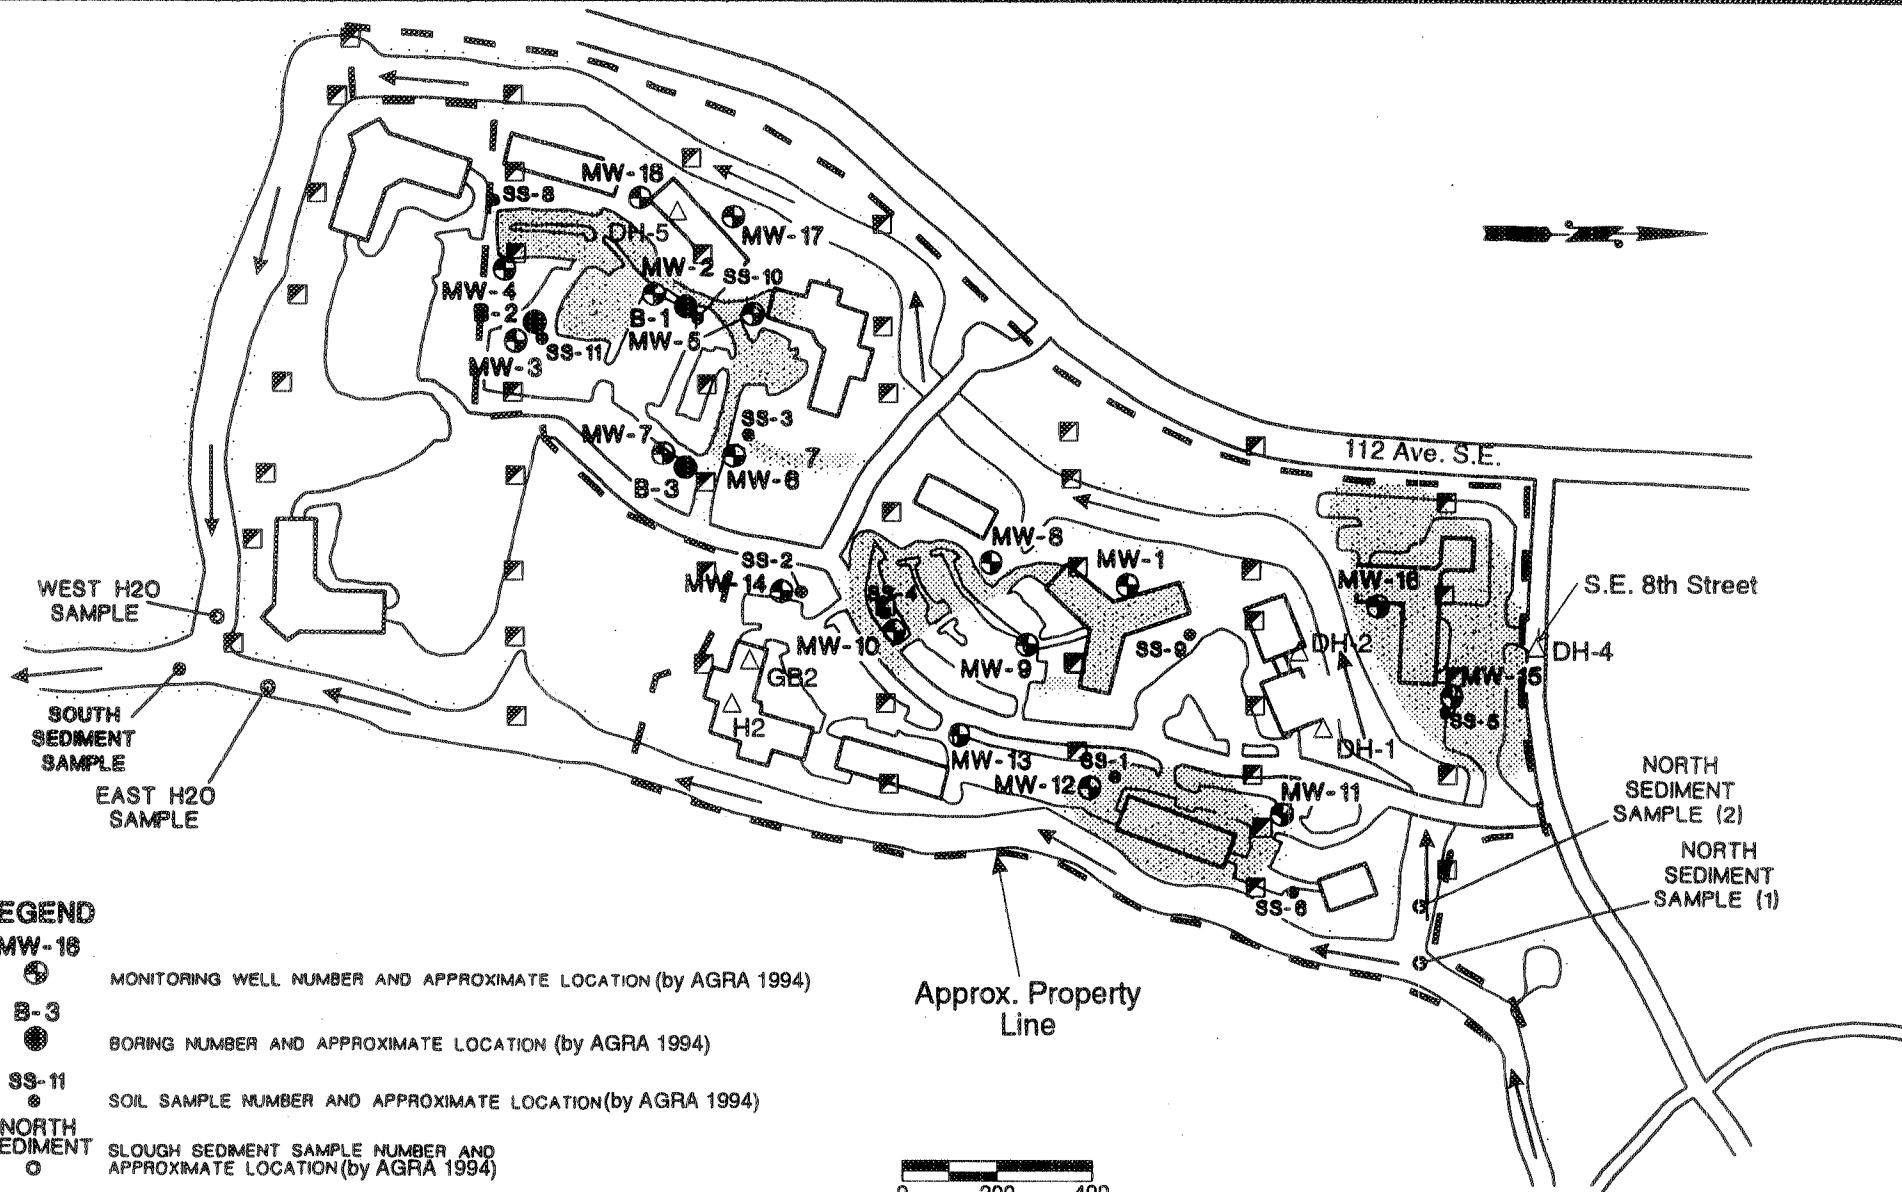 MW-18
SS-8
DH-5
MW-17
MW-2
SS-10
MW-4
B-2
B-1
MW-5
SS-11
MW-3
SS-3
MW-7
7
B-3
MW-6
112 Ave. S.E.
MW-8
SS-2
MW-14
MW-1
MW-16
S.E. 8th Street
WEST H2O
SAMPLE
SS-4
MW-10
MW-9
SS-9
DH-2
DH-4
GB2
MW-15
H2
SS-5
SOUTH
SEDIMENT
SAMPLE
DH-1
MW-13
SS-1
MW-12
MW-11
EAST H2O
SAMPLE
NORTH
SEDIMENT
SAMPLE (2)
NORTH
SEDIMENT
SAMPLE (1)
SS-6
Approx. Property
Line
EGEND
MW-16
MONITORING WELL NUMBER AND APPROXIMATE LOCATION (by AGRA 1994)
B-3
BORING NUMBER AND APPROXIMATE LOCATION (by AGRA 1994)
SS-11
SOIL SAMPLE NUMBER AND APPROXIMATE LOCATION (by AGRA 1994)
NORTH
EDIMENT
SLOUGH SEDIMENT SAMPLE NUMBER AND
APPROXIMATE LOCATION (by AGRA 1994)
0 200 400